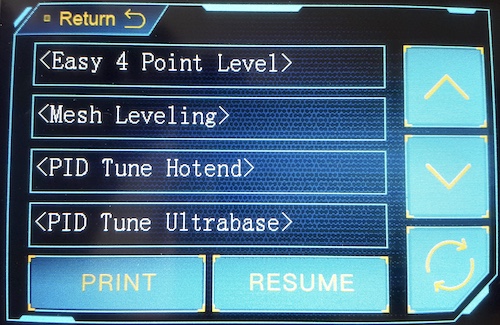 Return
<Easy 4 Point Level>
<Mesh Leveling>
<PID Tune Hotend>
<PID Tune Ultrabase>
PRINT
RESUME